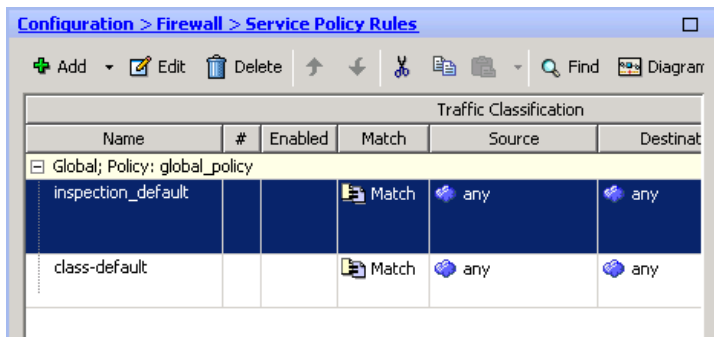 Configuration > Firewall > Service Policy Rules
Add Edit Delete Find Diagram
Traffic Classification
Name # Enabled Match Source Destinat
Global; Policy: global_policy
inspection_default Match any any
class-default Match any any